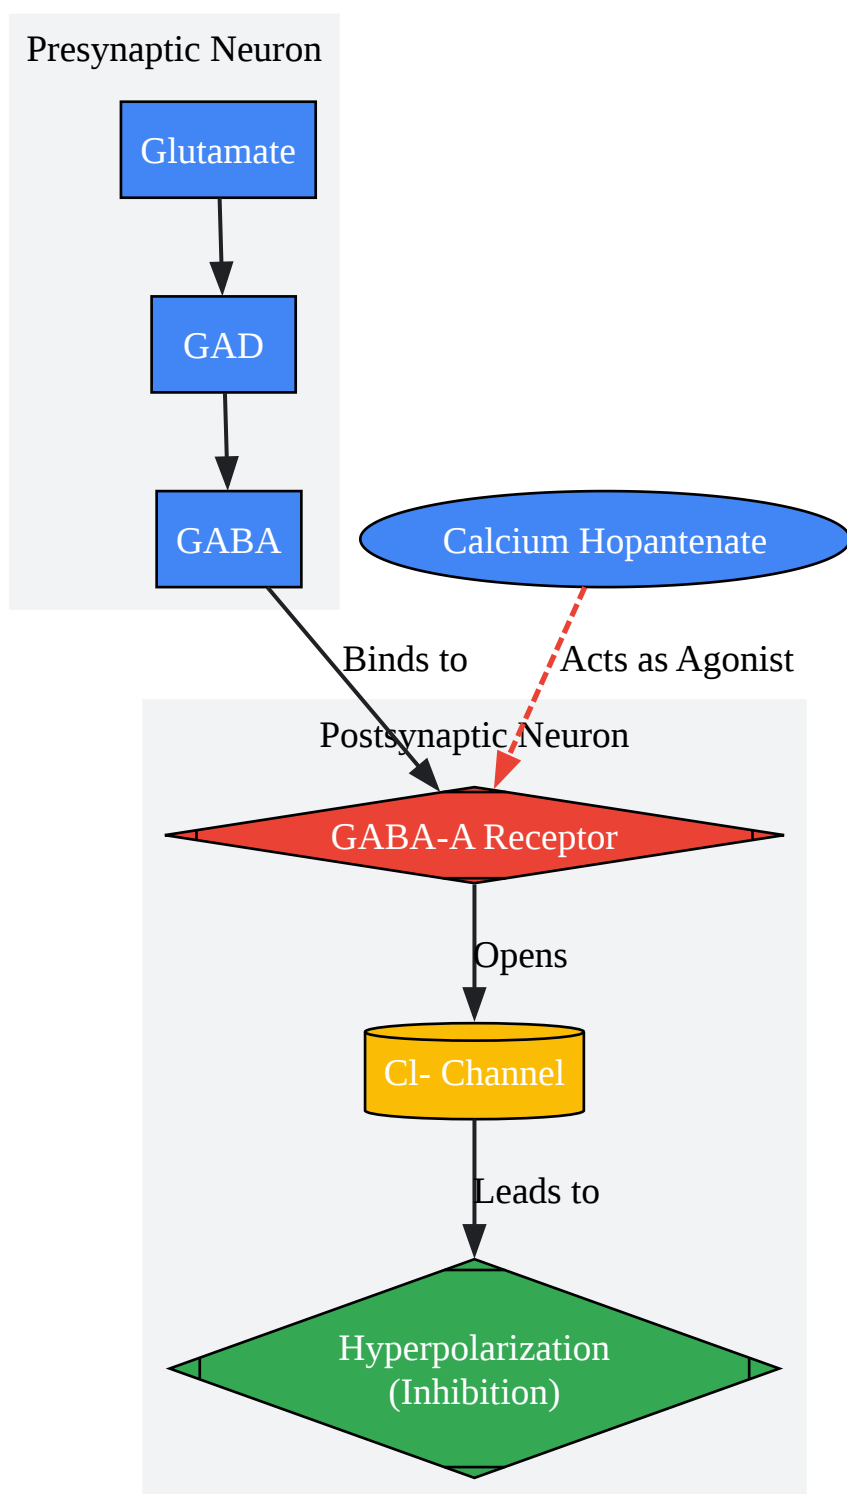 Presynaptic Neuron
Glutamate
GAD
GABA
Calcium Hopantenate
Binds to
Acts as Agonist
Postsynaptic Neuron
GABA-A Receptor
Opens
Cl- Channel
Leads to
Hyperpolarization
(Inhibition)